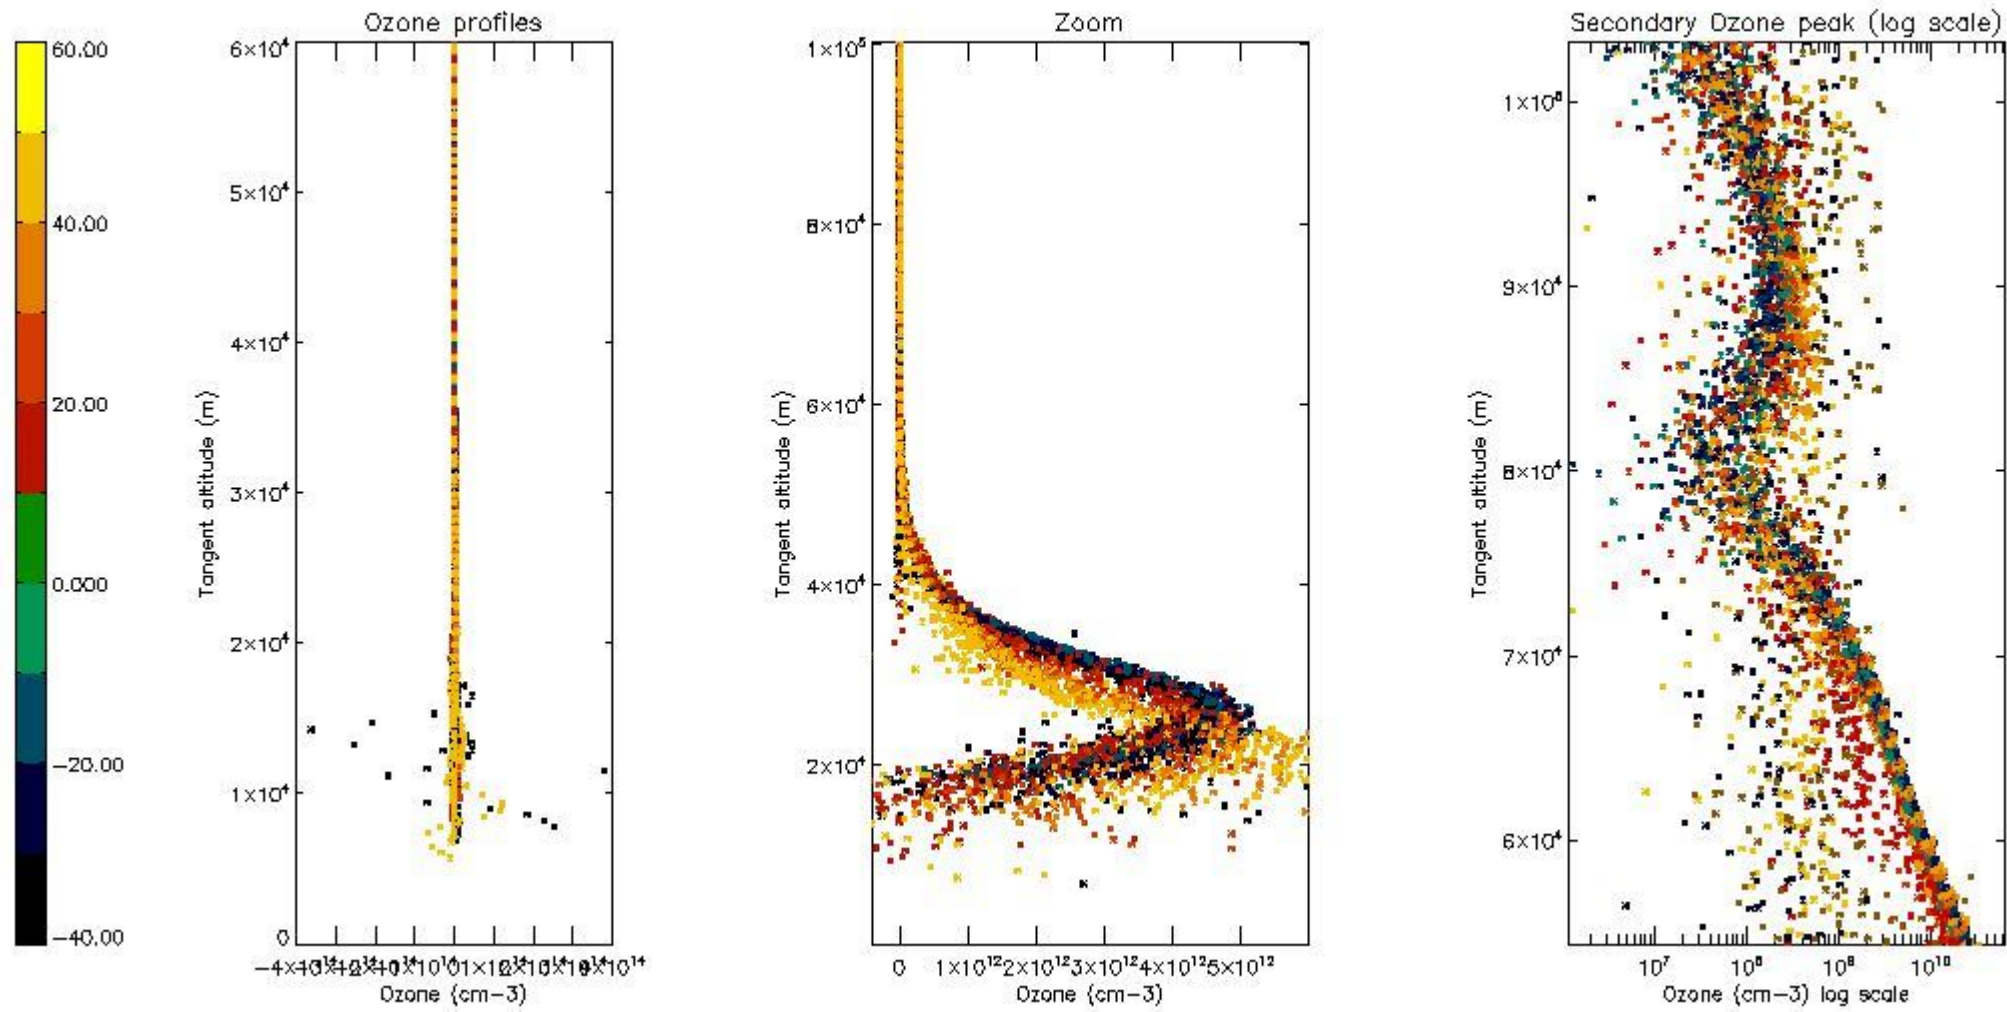 Ozone profiles
Zoom
Secondary Ozone peak (log scale)
60.00
40.00
20.00
0.00
-20.00
-40.00
6×10⁴
5×10⁴
4×10⁴
3×10⁴
2×10⁴
1×10⁴
0
Tangent altitude (m)
Ozone (cm-3)
1×10⁵
8×10⁴
6×10⁴
4×10⁴
2×10⁴
Tangent altitude (m)
0 1×10¹² 2×10¹² 3×10¹² 4×10¹² 5×10¹²
Ozone (cm-3)
1×10⁵
9×10⁴
8×10⁴
7×10⁴
6×10⁴
Tangent altitude (m)
10⁷ 10⁸ 10⁹ 10¹⁰
Ozone (cm-3) log scale